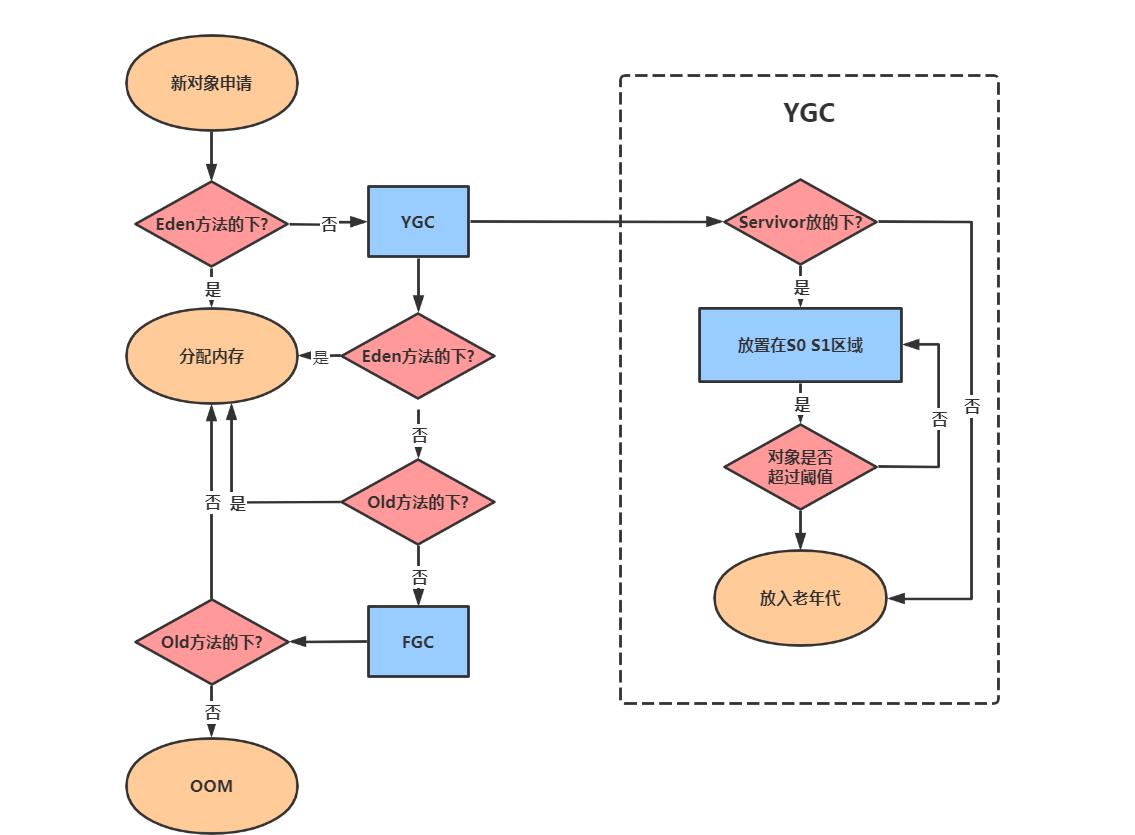 新对象申请
Eden方法的下?
否
YGC
是
分配内存
是
Eden方法的下?
否
Old方法的下?
是
否
否
FGC
Old方法的下?
否
OOM
YGC
Servivor放的下?
是
放置在S0 S1区域
是
否
否
对象是否
超过阈值
放入老年代